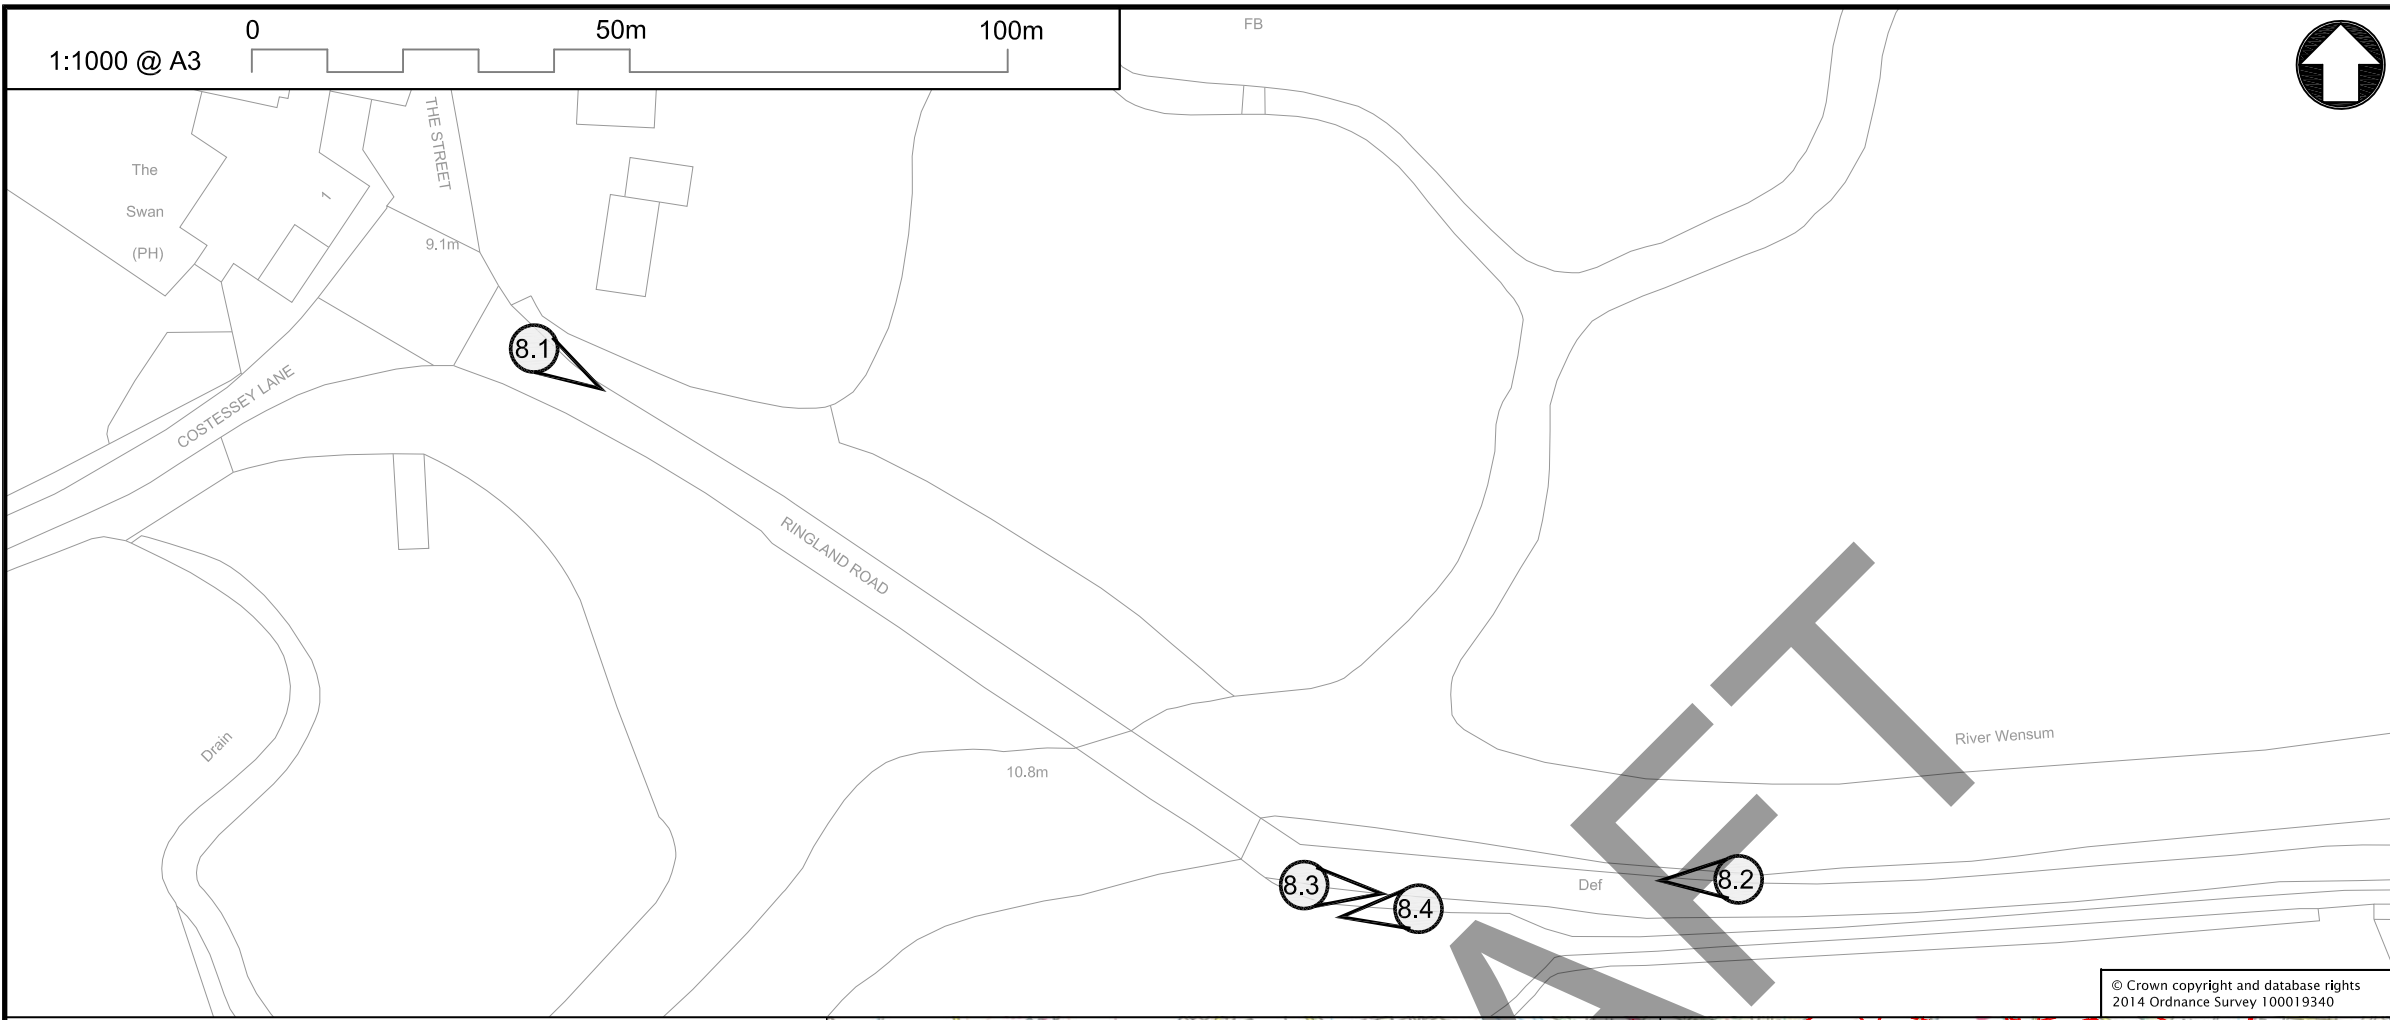 0 50m 100m
1:1000 @ A3
FB
THE STREET
The
Swan
(PH)
1
9.1m
8.1
COSTESSEY LANE
RINGLAND ROAD
Drain
10.8m
River Wensum
8.3
8.4
Def
8.2
AFT
© Crown copyright and database rights
2014 Ordnance Survey 100019340